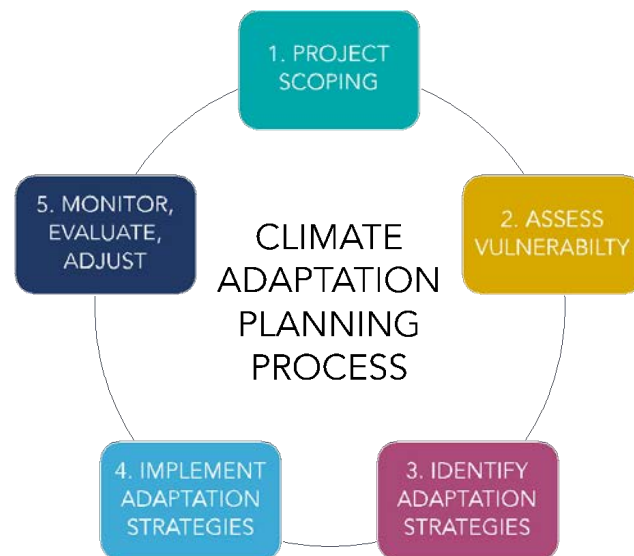 1. PROJECT
SCOPING
2. ASSESS
VULNERABILTY
3. IDENTIFY
ADAPTATION
STRATEGIES
4. IMPLEMENT
ADAPTATION
STRATEGIES
5. MONITOR,
EVALUATE,
ADJUST
CLIMATE
ADAPTATION
PLANNING
PROCESS